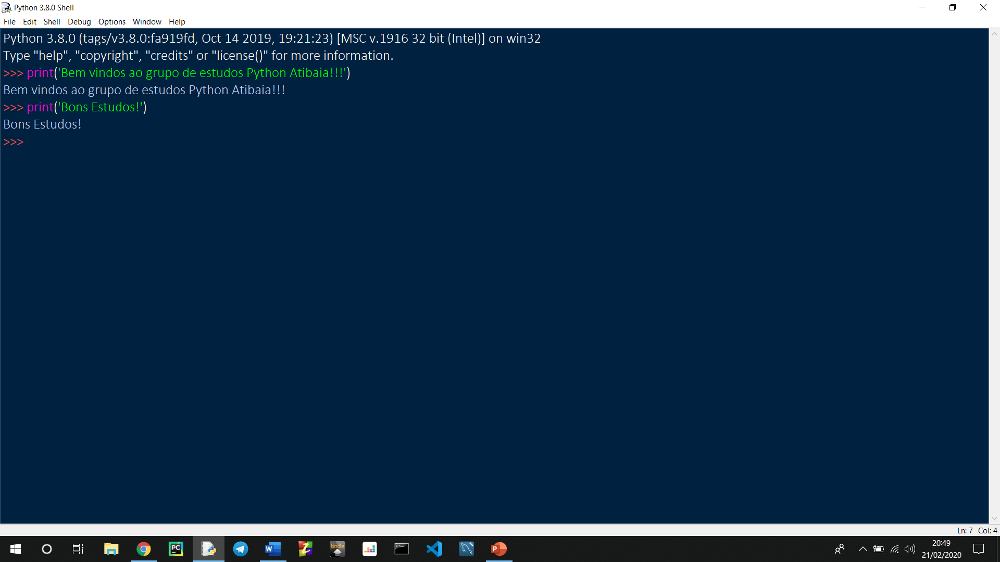 Python 3.8.0 Shell
File Edit Shell Debug Options Window Help
Python 3.8.0 (tags/v3.8.0:fa919fd, Oct 14 2019, 19:21:23) [MSC v.1916 32 bit (Intel)] on win32
Type "help", "copyright", "credits" or "license()" for more information.
>>> print('Bem vindos ao grupo de estudos Python Atibaia!!!')
Bem vindos ao grupo de estudos Python Atibaia!!!
>>> print('Bons Estudos!')
Bons Estudos!
>>>
Ln: 7 Col: 4
PC
W
kindle
P
20:49
21/02/2020